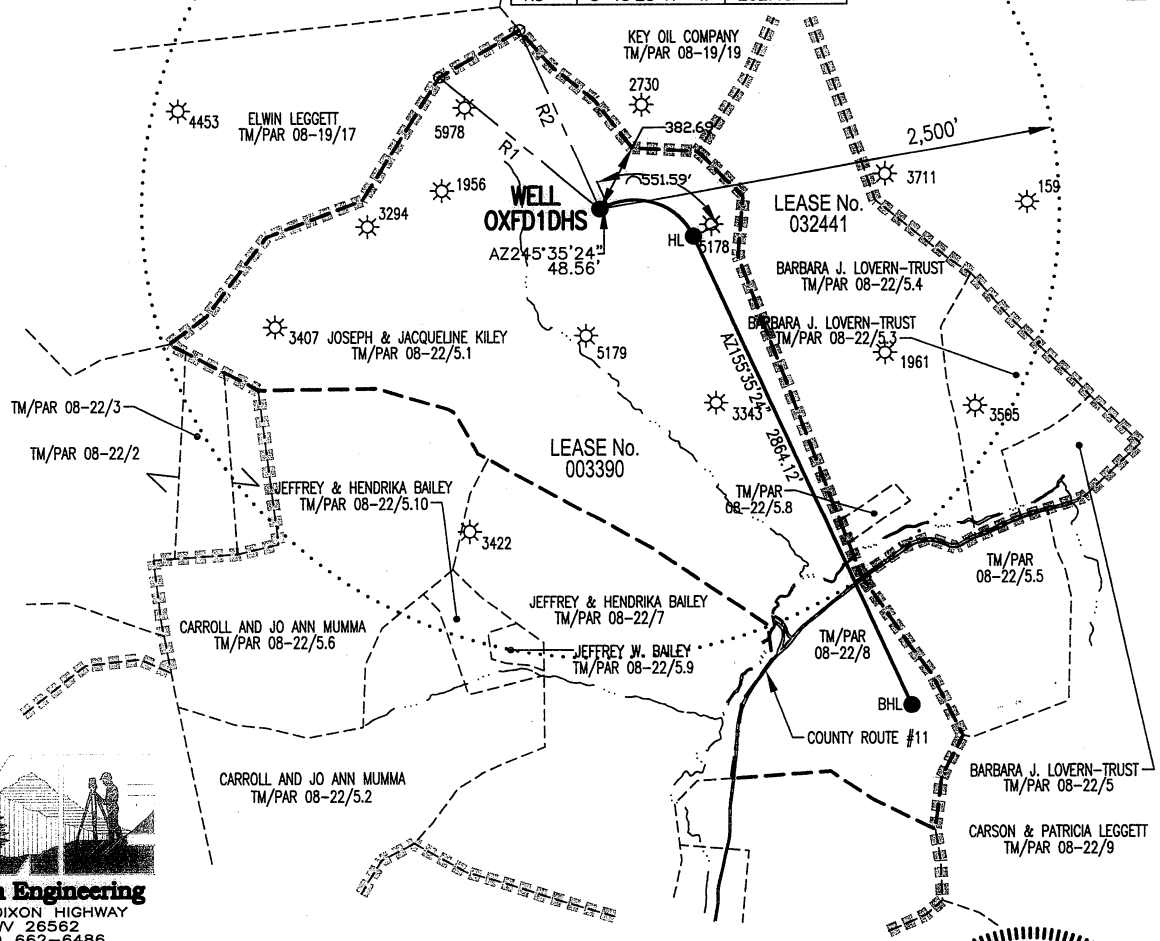 KEY OIL COMPANY
TM/PAR 08-19/19
2730
4453
ELWIN LEGGETT
TM/PAR 08-19/17
5978
R2
R1
382.69'
2,500'
1956
551.59'
3711
159
WELL
OXFD1DHS
LEASE No.
032441
3294
HL
5178
AZ245°35'24"
48.56'
BARBARA J. LOVERN-TRUST
TM/PAR 08-22/5.4
BARBARA J. LOVERN-TRUST
TM/PAR 08-22/5.3
3407
JOSEPH & JACQUELINE KILEY
TM/PAR 08-22/5.1
5179
1961
AZ155°35'24" 2864.12'
TM/PAR 08-22/3
3343
3505
TM/PAR 08-22/2
LEASE No.
003390
JEFFREY & HENDRIKA BAILEY
TM/PAR 08-22/5.10
TM/PAR
08-22/5.8
3422
TM/PAR
08-22/5.5
JEFFREY & HENDRIKA BAILEY
TM/PAR 08-22/7
CARROLL AND JO ANN MUMMA
TM/PAR 08-22/5.6
TM/PAR
08-22/8
JEFFREY W. BAILEY
TM/PAR 08-22/5.9
BHL
COUNTY ROUTE #11
CARROLL AND JO ANN MUMMA
TM/PAR 08-22/5.2
BARBARA J. LOVERN-TRUST
TM/PAR 08-22/5
CARSON & PATRICIA LEGGETT
TM/PAR 08-22/9
Engineering
DIXON HIGHWAY
26562
662-6486